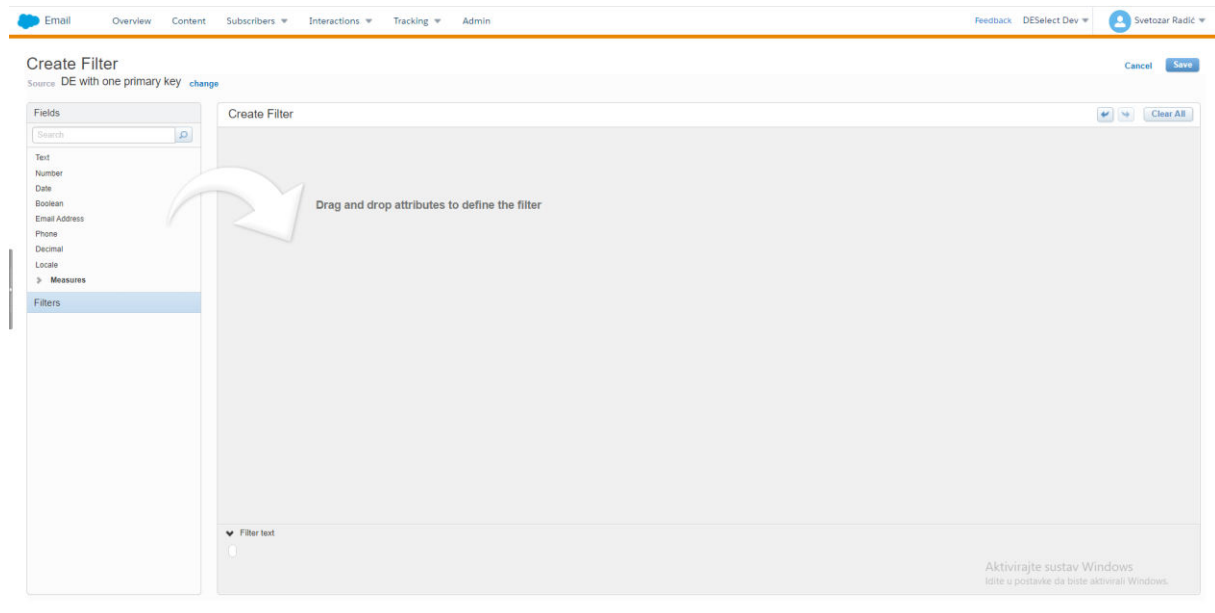 Email Overview Content Subscribers Interactions Tracking Admin Feedback DESelect Dev Svetozar Radić
Create Filter
Cancel Save
Source DE with one primary key change
Fields
Search
Text
Number
Date
Boolean
Email Address
Phone
Decimal
Locale
Measures
Filters
Create Filter Clear All
Drag and drop attributes to define the filter
Filter text
Aktivirajte sustav Windows
Idite u postavke da biste aktivirali Windows.